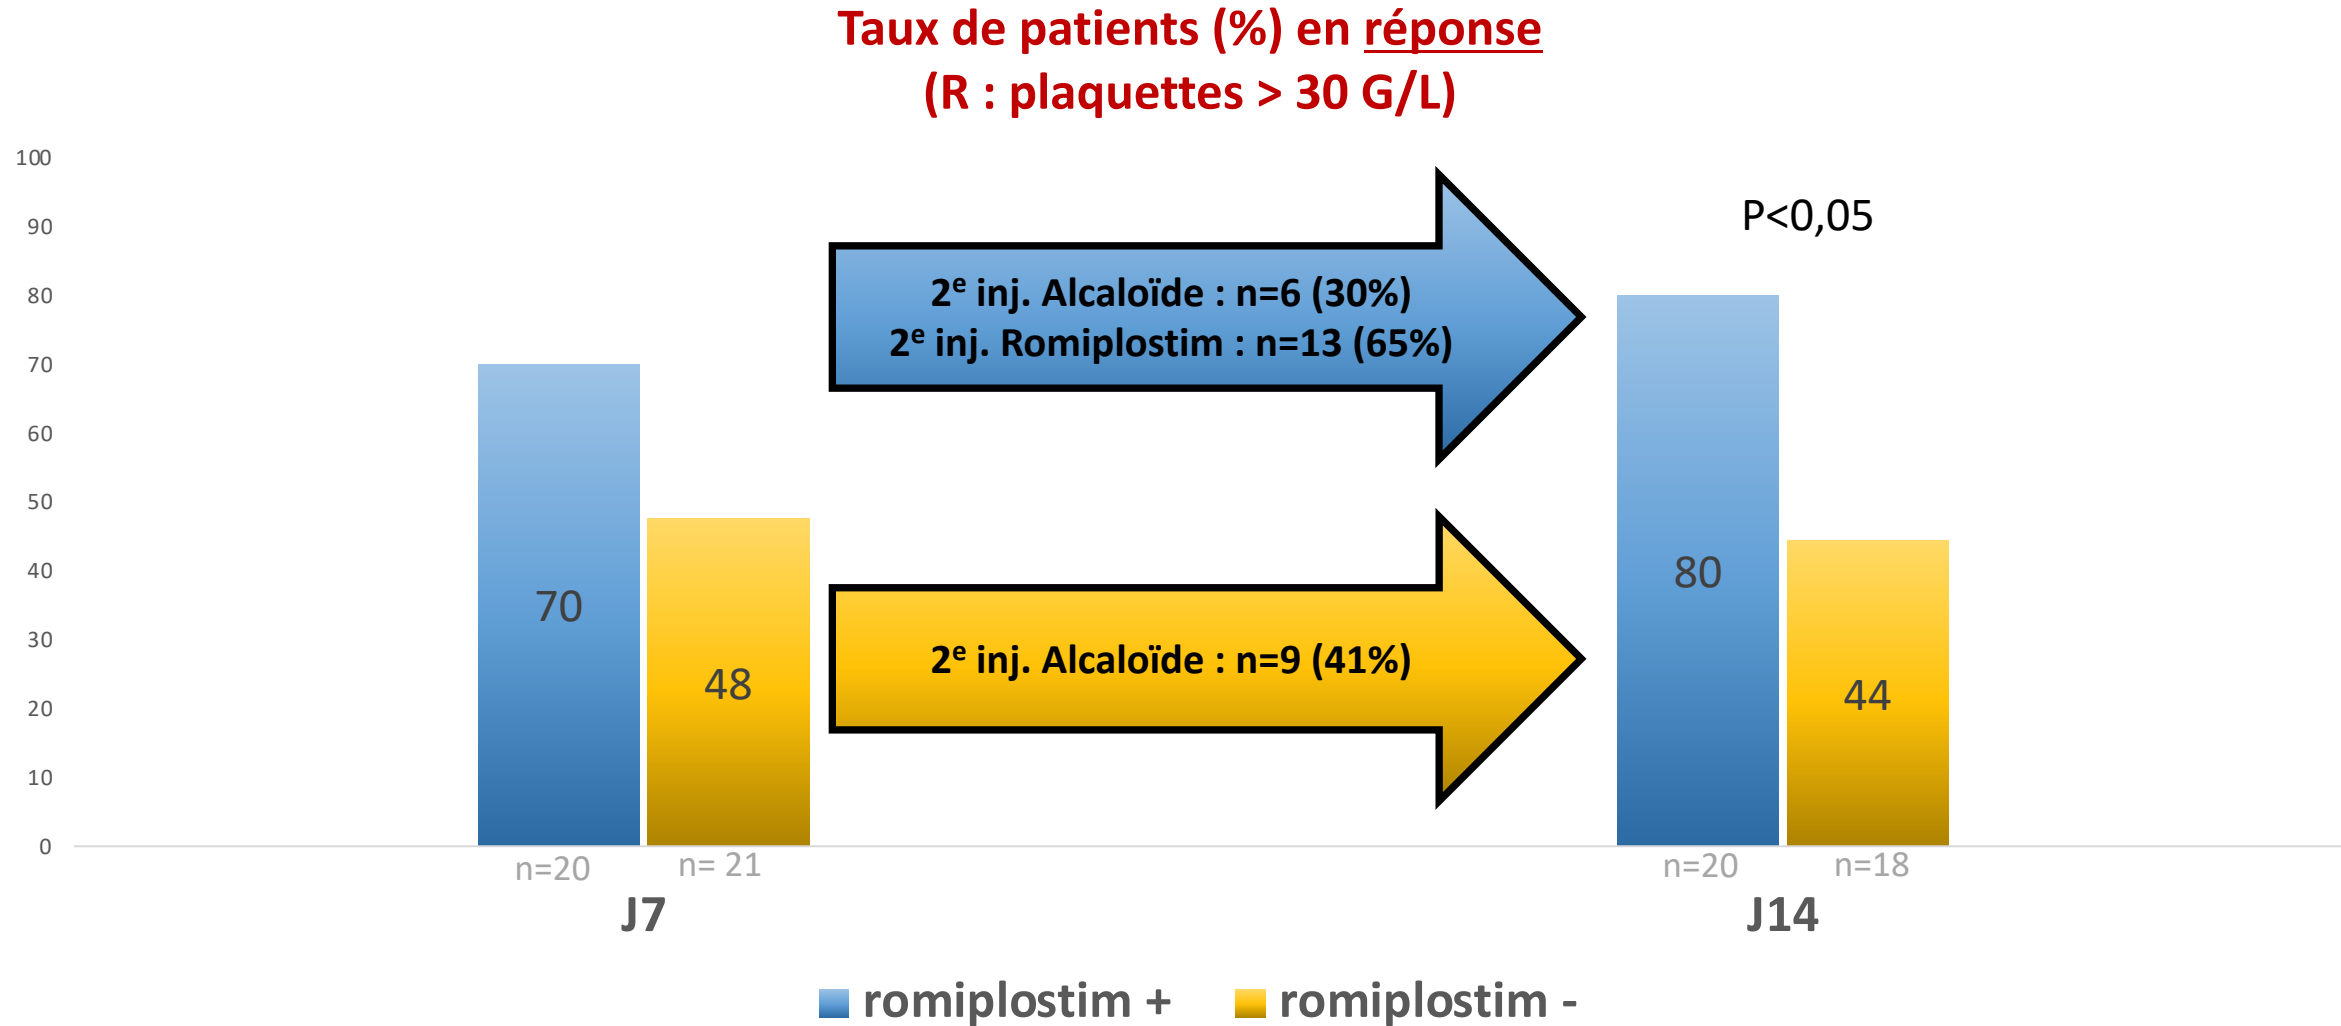 Taux de patients (%) en réponse
(R : plaquettes > 30 G/L)
100
90
80
70
60
50
40
30
20
10
0
P<0,05
2e inj. Alcaloïde : n=6 (30%)
2e inj. Romiplostim : n=13 (65%)
2e inj. Alcaloïde : n=9 (41%)
70
48
80
44
n=20
n= 21
n=20
n=18
J7
J14
romiplostim +
romiplostim -